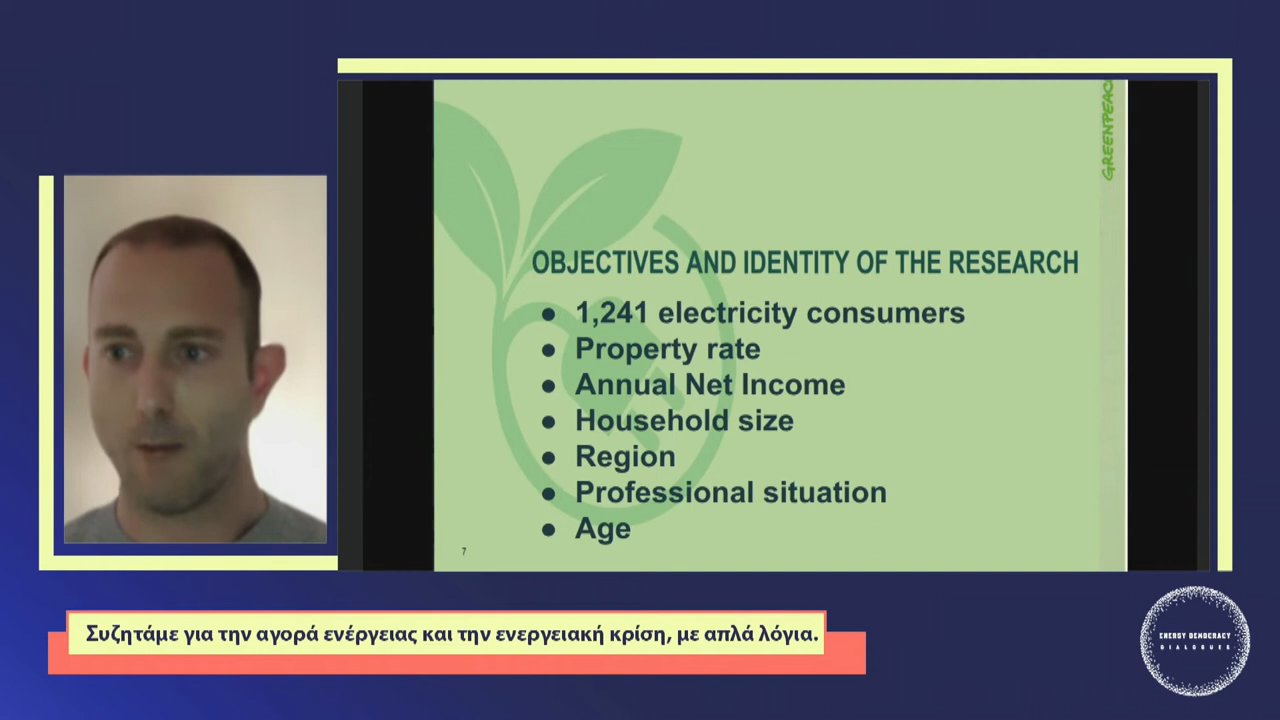 GREENPEAC
OBJECTIVES AND IDENTITY OF THE RESEARCH
● 1,241 electricity consumers
● Property rate
● Annual Net Income
● Household size
● Region
● Professional situation
● Age
7
Συζητάμε για την αγορά ενέργειας και την ενεργειακή κρίση, με απλά λόγια.
ENERGY DEMOCRACY
DIALOGUES